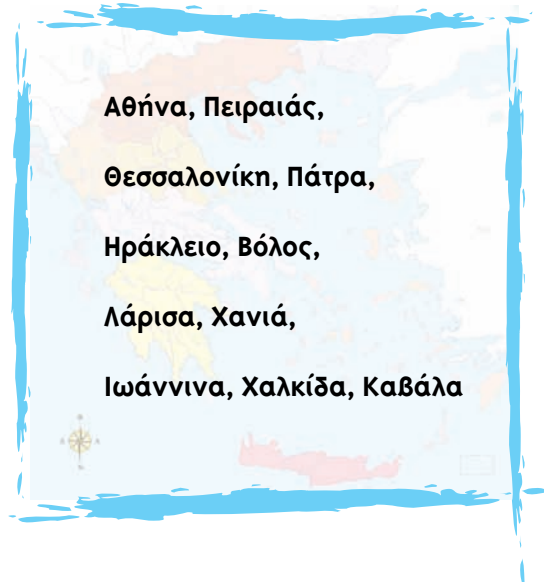 Αθήνα, Πειραιάς,
Θεσσαλονίκη, Πάτρα,
Ηράκλειο, Βόλος,
Λάρισα, Χανιά,
Ιωάννινα, Χαλκίδα, Καβάλα